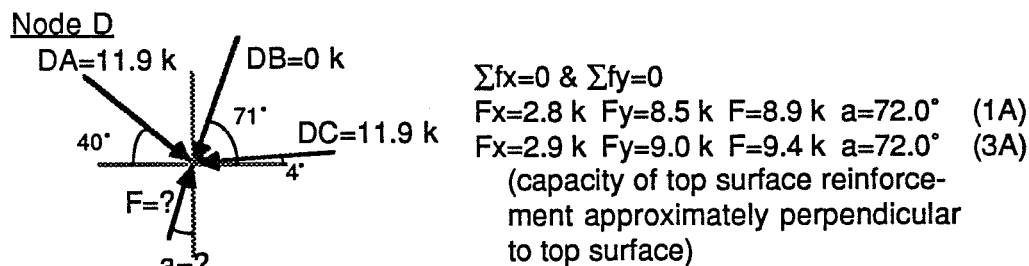 Node D
DA=11.9 k
DB=0 k
40°
71°
DC=11.9 k
4°
F=?
a=?
Σfx=0 & Σfy=0
Fx=2.8 k Fy=8.5 k F=8.9 k a=72.0° (1A)
Fx=2.9 k Fy=9.0 k F=9.4 k a=72.0° (3A)
(capacity of top surface reinforce-
ment approximately perpendicular
to top surface)